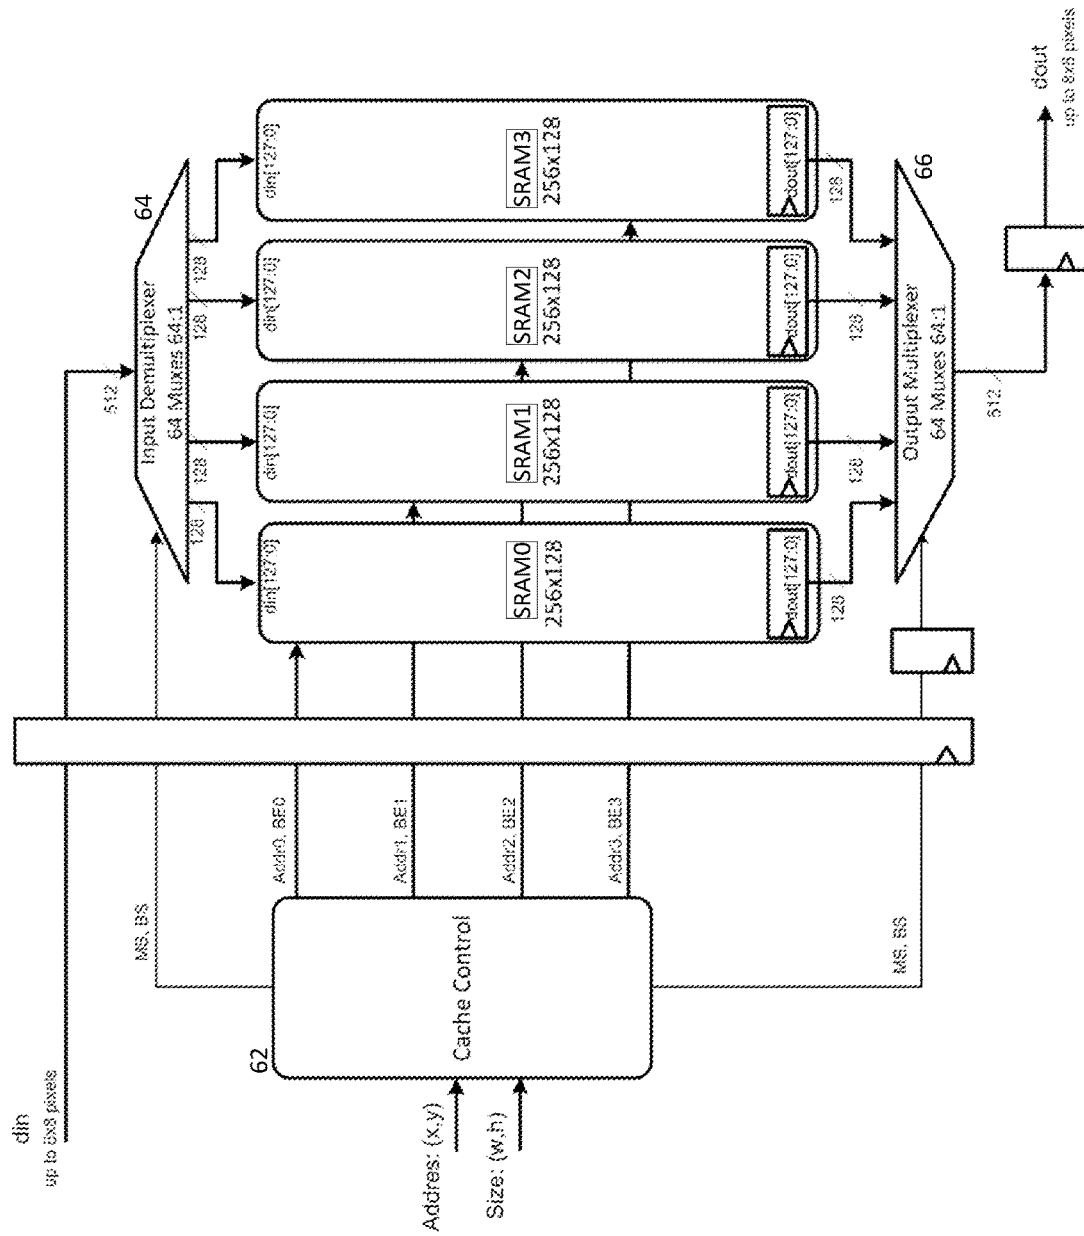 din
up to 8x8 pixels
512
64
Input Demultiplexer
64 Muxes 64:1
MS, BS
128
128
128
128
62
Cache Control
Addres: (x,y)
Size: (w,h)
Addr0, BE0
Addr1, BE1
Addr2, BE2
Addr3, BE3
din[127:0]
SRAM0
256x128
dout[127:0]
din[127:0]
SRAM1
256x128
dout[127:0]
din[127:0]
SRAM2
256x128
dout[127:0]
din[127:0]
SRAM3
256x128
dout[127:0]
128
128
128
128
MS, BS
66
Output Multiplexer
64 Muxes 64:1
512
dout
up to 8x8 pixels